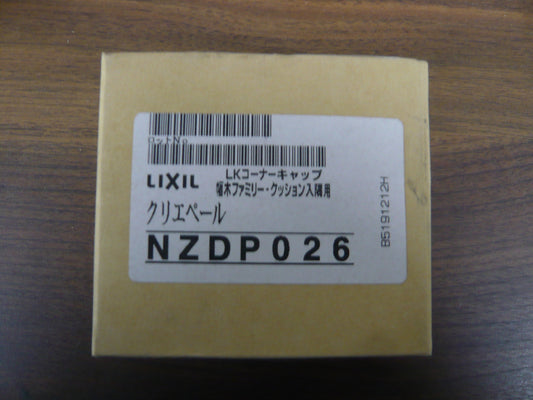 ロットNo
LIXIL
LKコーナーキャップ
幅木ファミリー・クッション入隅用
クリエペール
NZDP026
B5191212H